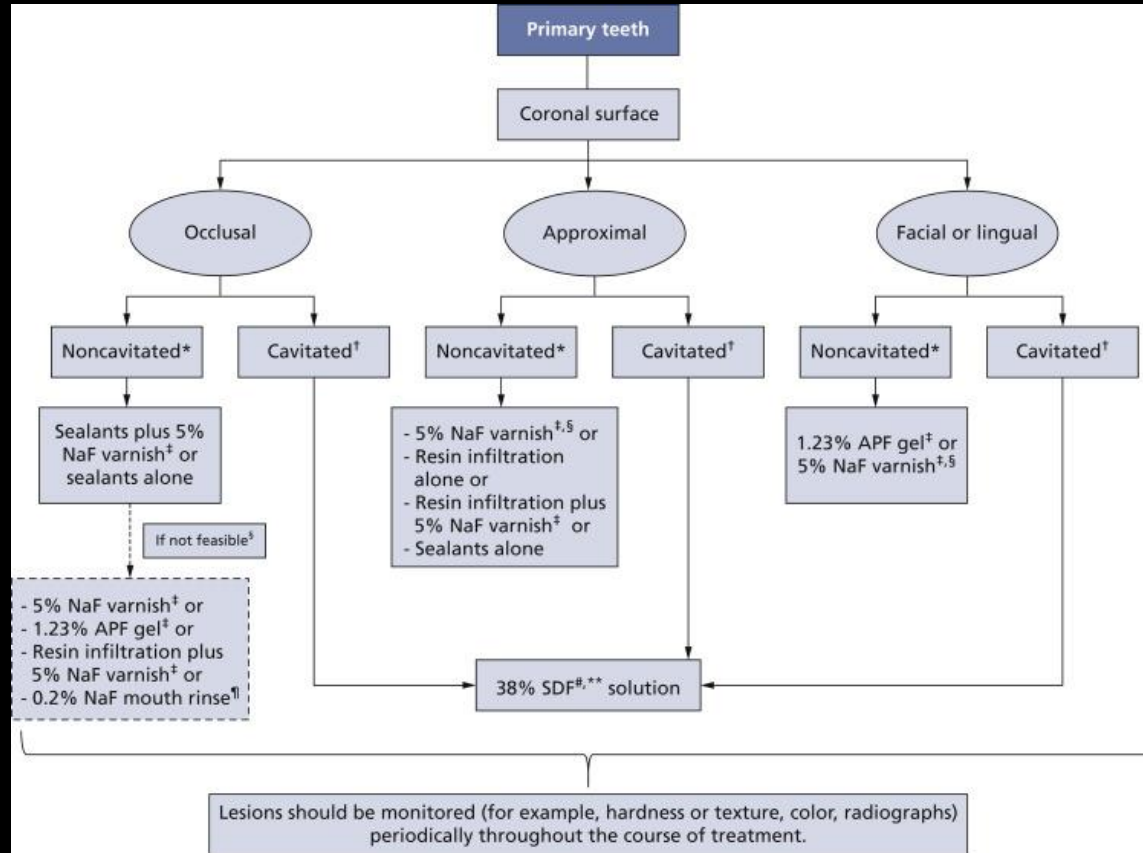 Primary teeth
Coronal surface
Occlusal
Approximal
Facial or lingual
Noncavitated*
Cavitated†
Noncavitated*
Cavitated†
Noncavitated*
Cavitated†
Sealants plus 5%
NaF varnish‡ or
sealants alone
- 5% NaF varnish‡,§ or
- Resin infiltration
alone or
- Resin infiltration plus
5% NaF varnish‡ or
- Sealants alone
1.23% APF gel‡ or
5% NaF varnish‡,§
If not feasible§
- 5% NaF varnish‡ or
- 1.23% APF gel‡ or
- Resin infiltration plus
5% NaF varnish‡ or
- 0.2% NaF mouth rinse¶
38% SDF#,** solution
Lesions should be monitored (for example, hardness or texture, color, radiographs)
periodically throughout the course of treatment.